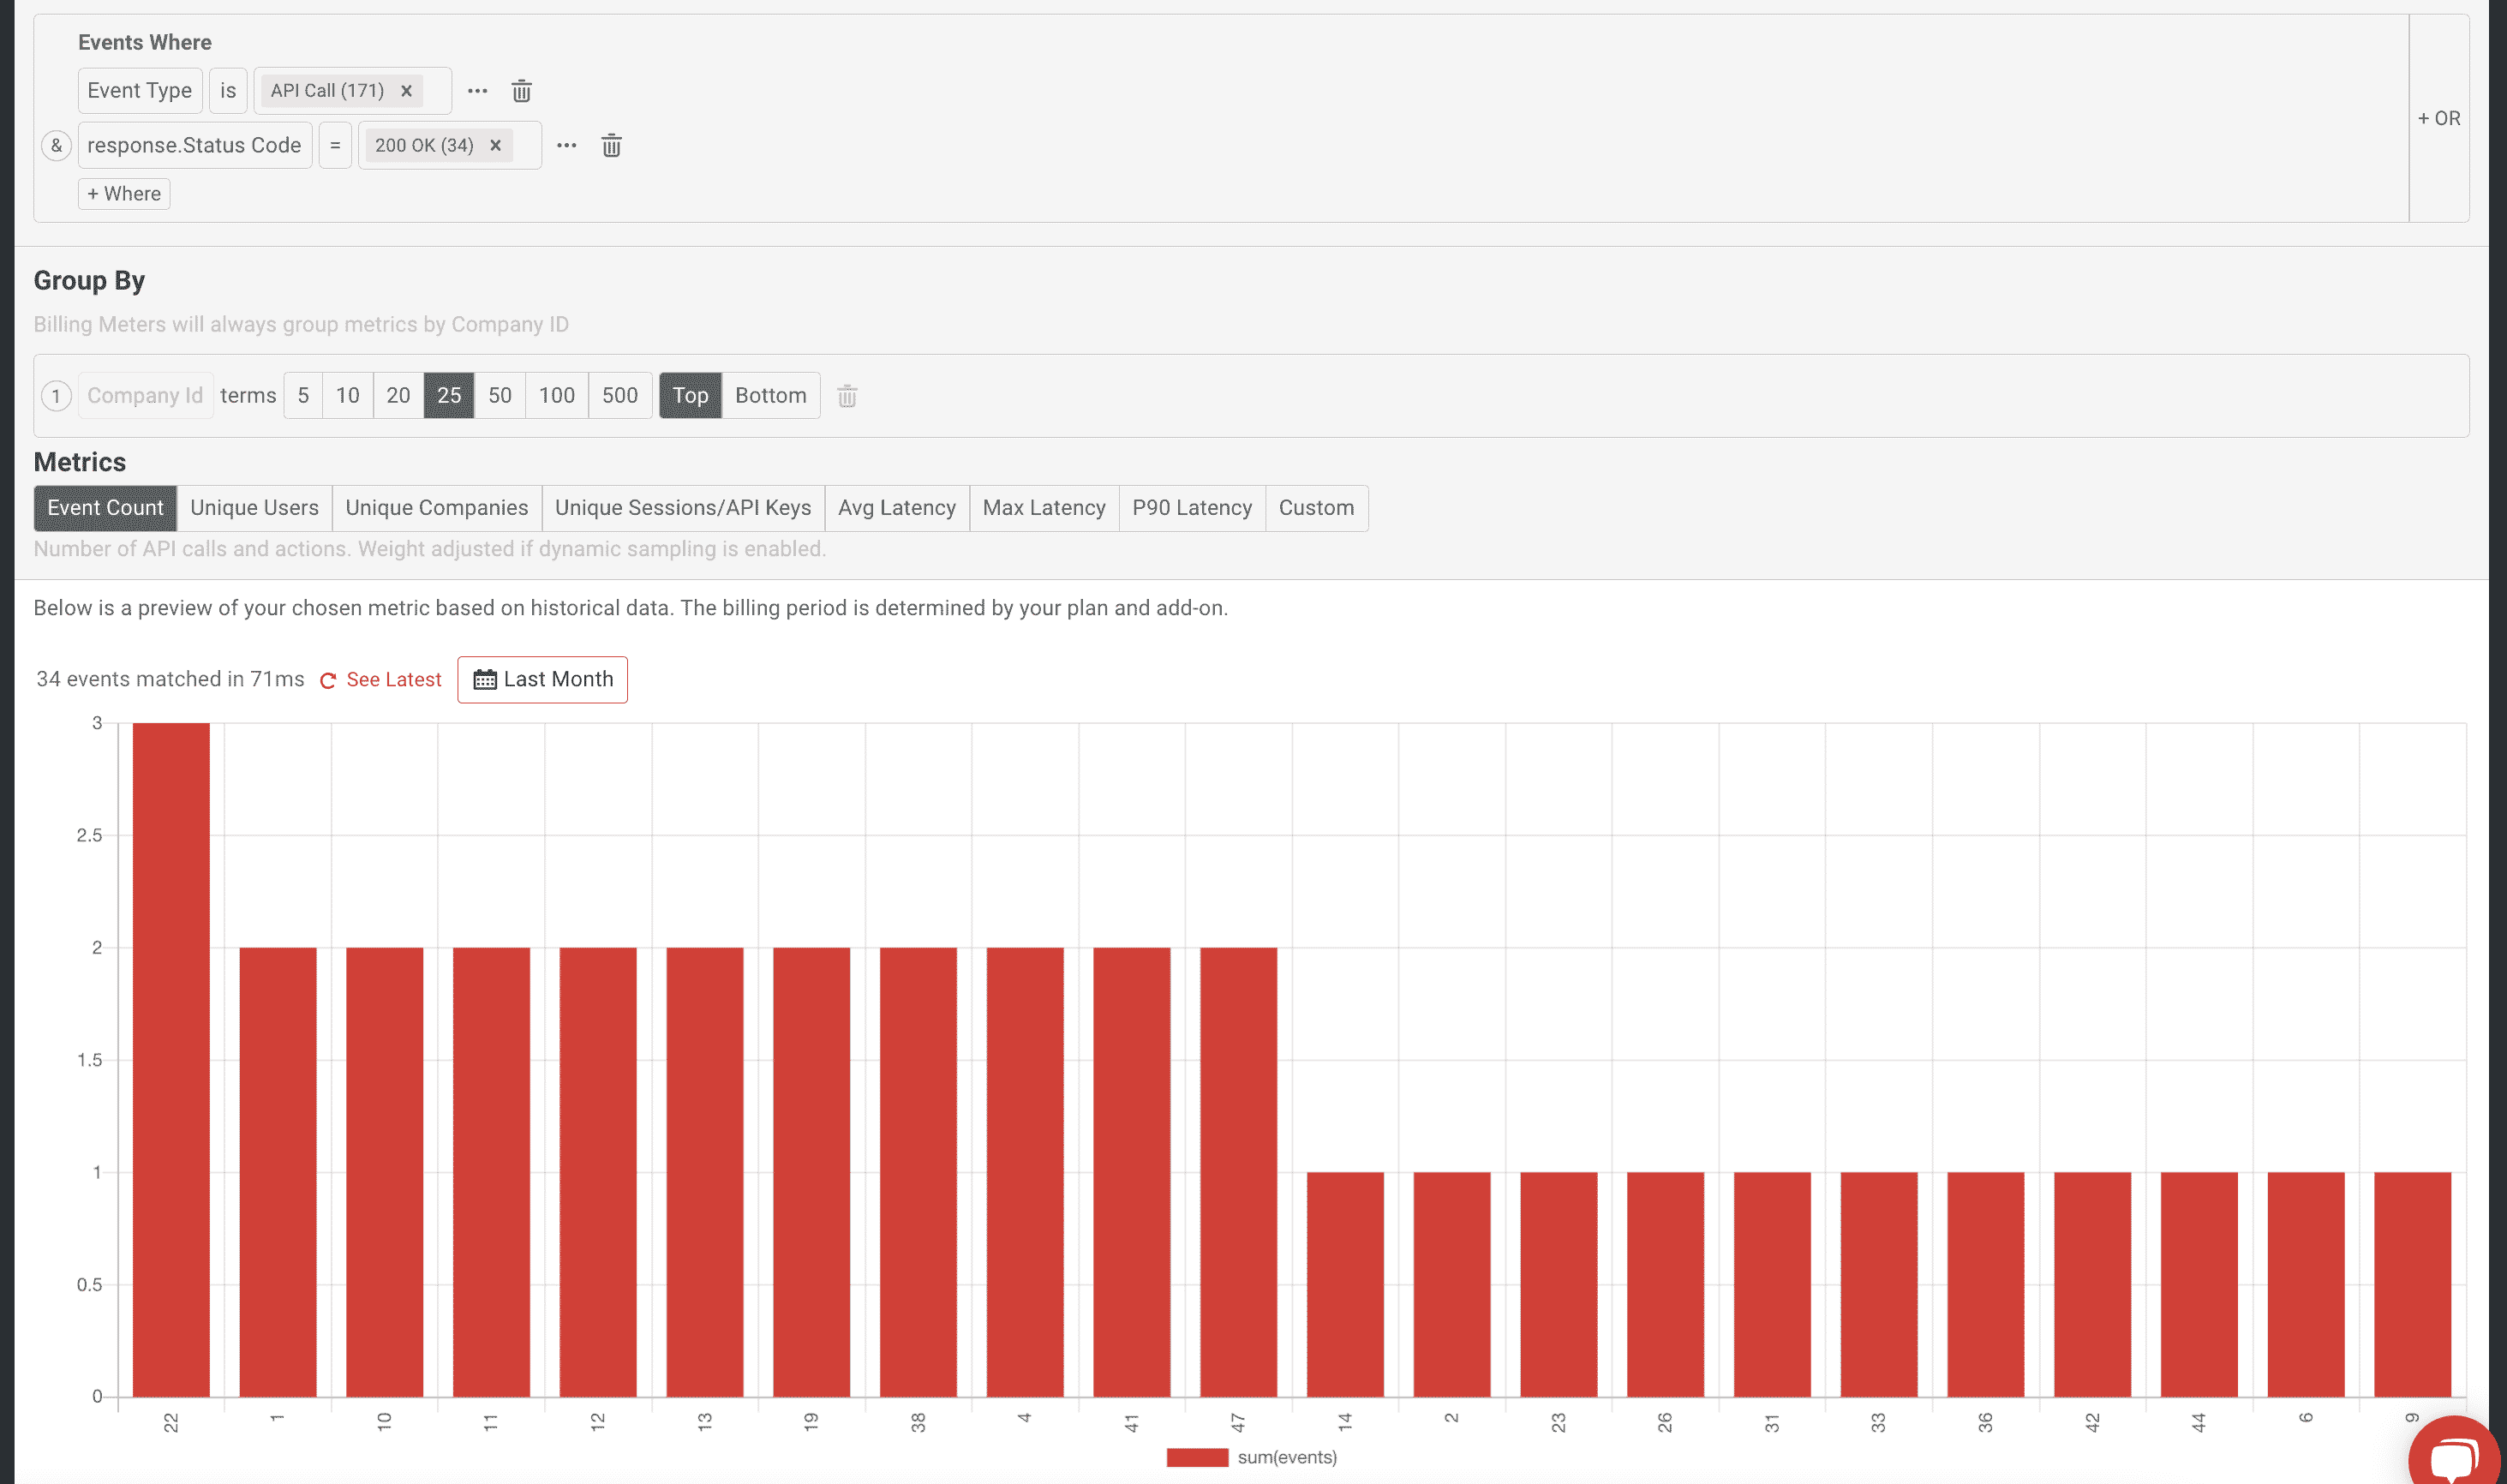 Events Where
Event Type is API Call (171) x ... 
& response.Status Code = 200 OK (34) x ...
+ Where
+ OR
Group By
Billing Meters will always group metrics by Company ID
1 Company Id terms 5 10 20 25 50 100 500 Top Bottom
Metrics
Event Count Unique Users Unique Companies Unique Sessions/API Keys Avg Latency Max Latency P90 Latency Custom
Number of API calls and actions. Weight adjusted if dynamic sampling is enabled.
Below is a preview of your chosen metric based on historical data. The billing period is determined by your plan and add-on.
34 events matched in 71ms See Latest Last Month
3
2.5
2
1.5
1
0.5
0
22 1 10 11 12 13 19 38 4 41 47 14 2 23 26 31 33 36 42 44 6 9
sum(events)